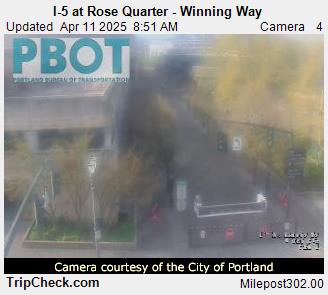 I-5 at Rose Quarter - Winning Way
Updated Apr 11 2025 8:51 AM Camera 4
PBOT
PORTLAND BUREAU OF TRANSPORTATION
Camera courtesy of the City of Portland
TripCheck.com Milepost302.00